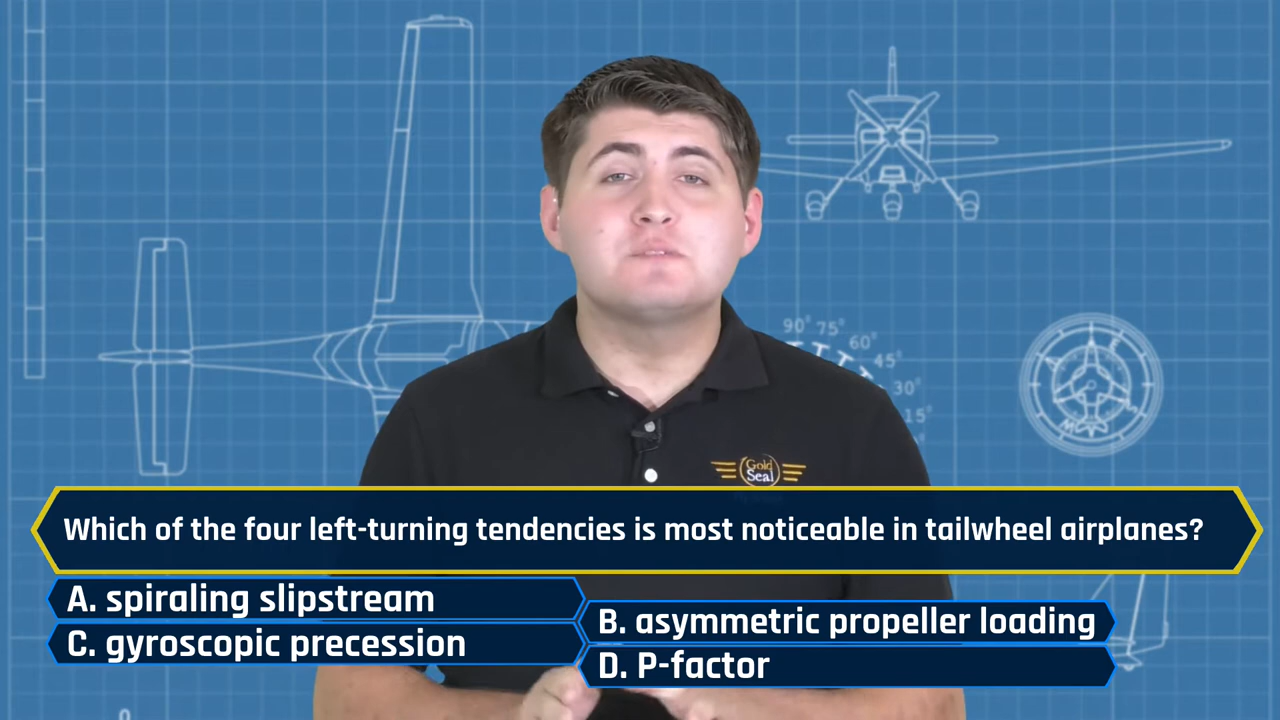 90° 75° 60° 45° 30° 15°
Gold
Seal
Which of the four left-turning tendencies is most noticeable in tailwheel airplanes?
A. spiraling slipstream
B. asymmetric propeller loading
C. gyroscopic precession
D. P-factor